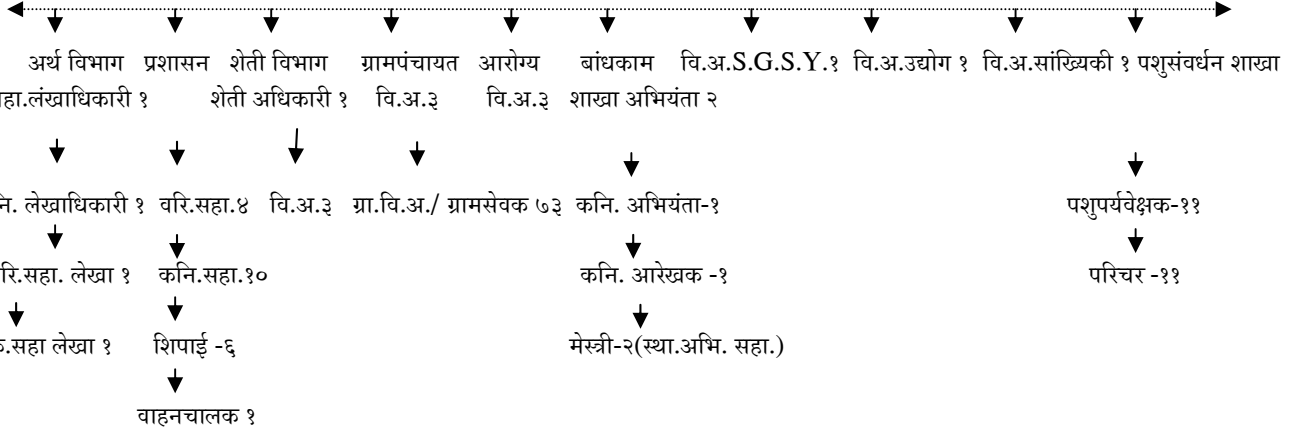 अर्थ विभाग प्रशासन शेती विभाग ग्रामपंचायत आरोग्य बांधकाम वि.अ.S.G.S.Y.१ वि.अ.उद्योग १ वि.अ.सांख्यिकी १ पशुसंवर्धन शाखा
हा.लंखाधिकारी १ शेती अधिकारी १ वि.अ.३ वि.अ.३ शाखा अभियंता २
नि. लेखाधिकारी १ वरि.सहा.४ वि.अ.३ ग्रा.वि.अ./ ग्रामसेवक ७३ कनि. अभियंता-१ पशुपर्यवेक्षक-११
रि.सहा. लेखा १ कनि.सहा.१० कनि. आरेखक -१ परिचर -११
.सहा लेखा १ शिपाई -६ मेस्त्री-२(स्था.अभि. सहा.)
वाहनचालक १